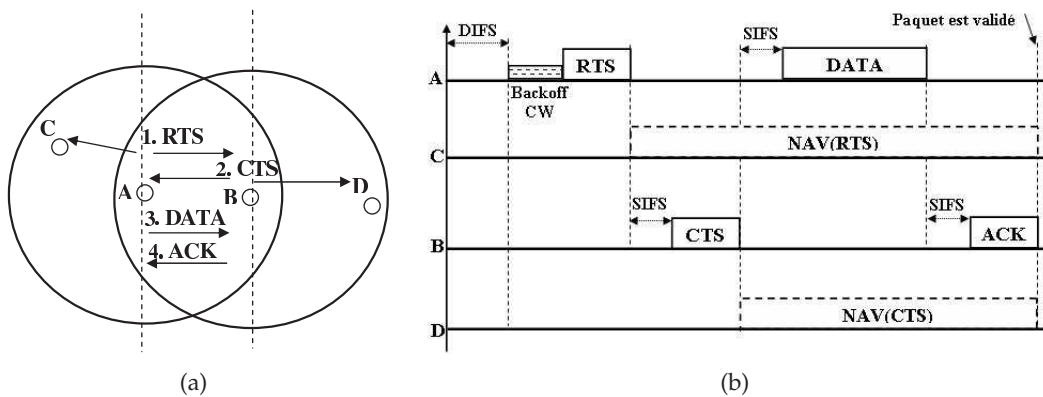 C
1. RTS
2. CTS
A
B
D
3. DATA
4. ACK
(a)
Paquet est validé
DIFS
SIFS
RTS
DATA
A
Backoff
CW
NAV(RTS)
C
SIFS
SIFS
CTS
ACK
B
NAV(CTS)
D
(b)